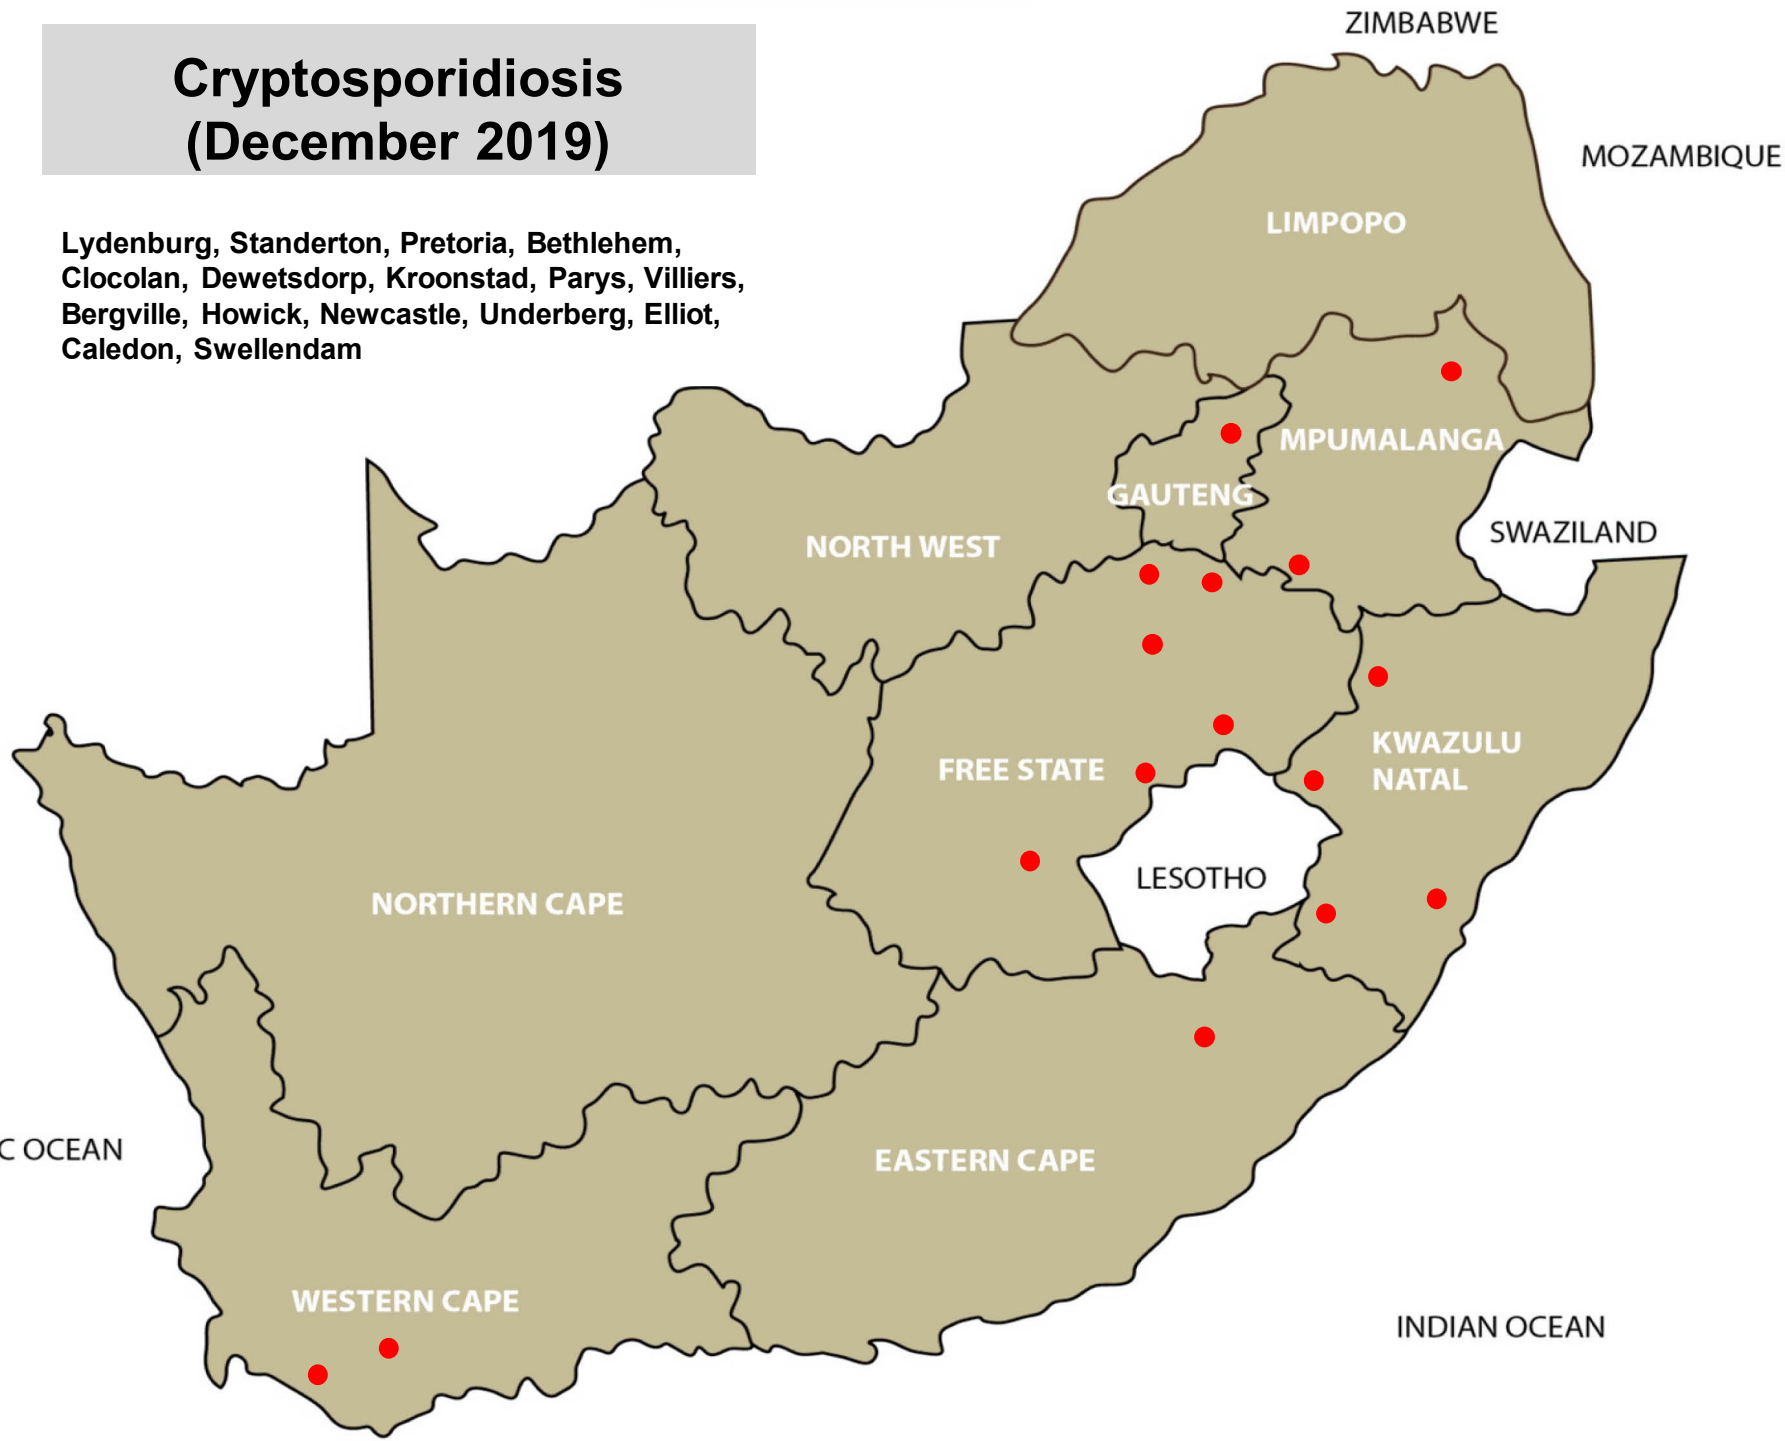 Cryptosporidiosis
(December 2019)
Lydenburg, Standerton, Pretoria, Bethlehem,
Clocolan, Dewetsdorp, Kroonstad, Parys, Villiers,
Bergville, Howick, Newcastle, Underberg, Elliot,
Caledon, Swellendam
ZIMBABWE
MOZAMBIQUE
LIMPOPO
MPUMALANGA
GAUTENG
SWAZILAND
NORTH WEST
KWAZULU
NATAL
FREE STATE
LESOTHO
NORTHERN CAPE
C OCEAN
EASTERN CAPE
WESTERN CAPE
INDIAN OCEAN